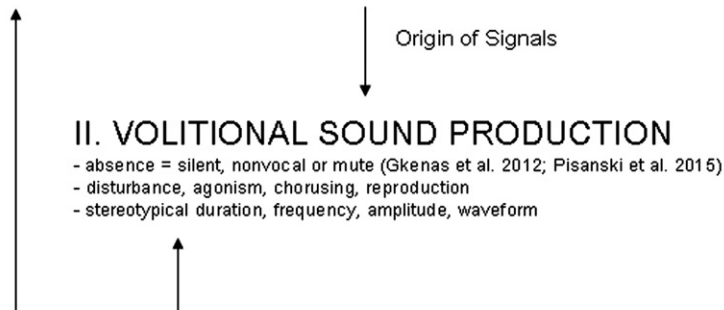 Origin of Signals
II. VOLITIONAL SOUND PRODUCTION
- absence = silent, nonvocal or mute (Gkenas et al. 2012; Pisanski et al. 2015)
- disturbance, agonism, chorusing, reproduction
- stereotypical duration, frequency, amplitude, waveform